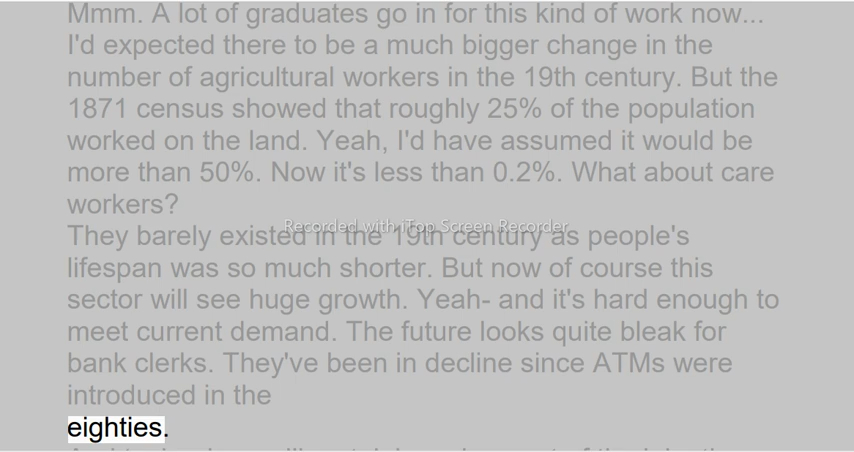 Mmm. A lot of graduates go in for this kind of work now...
I'd expected there to be a much bigger change in the
number of agricultural workers in the 19th century. But the
1871 census showed that roughly 25% of the population
worked on the land. Yeah, I'd have assumed it would be
more than 50%. Now it's less than 0.2%. What about care
workers?
Recorded with iTop Screen Recorder
They barely existed in the 19th century as people's
lifespan was so much shorter. But now of course this
sector will see huge growth. Yeah- and it's hard enough to
meet current demand. The future looks quite bleak for
bank clerks. They've been in decline since ATMs were
introduced in the
eighties.